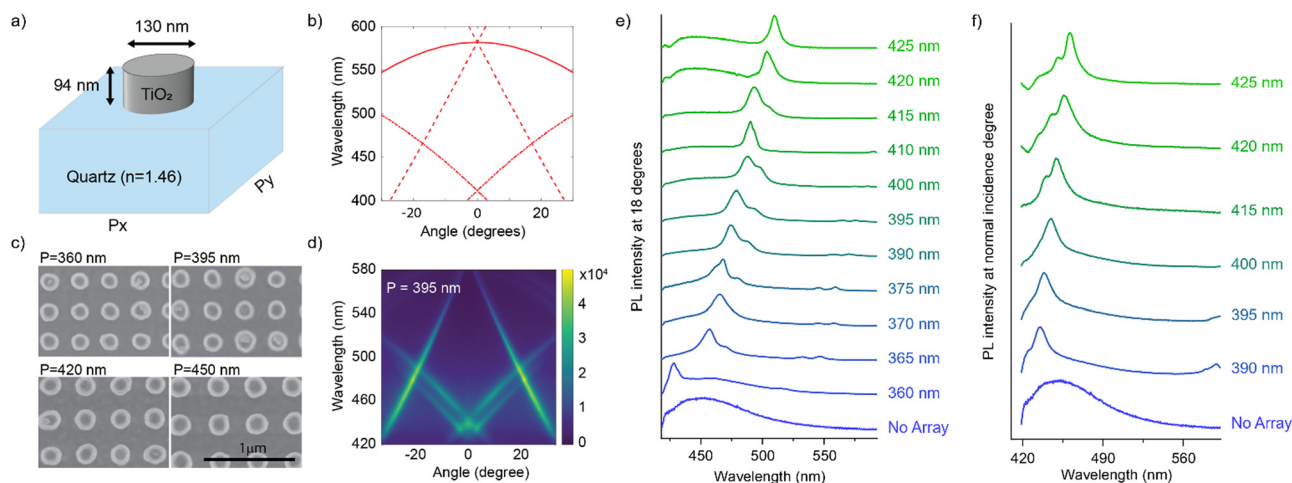 a)
130 nm
94 nm
TiO₂
Quartz (n=1.46)
Px
Py
b)
600
550
500
450
400
Wavelength (nm)
-20
0
20
Angle (degrees)
c)
P=360 nm
P=395 nm
P=420 nm
P=450 nm
1μm
d)
P = 395 nm
580
540
500
460
420
Wavelength (nm)
-20
0
20
Angle (degree)
x10⁴
4
3
2
1
0
e)
PL intensity at 18 degrees
425 nm
420 nm
415 nm
410 nm
400 nm
395 nm
390 nm
375 nm
370 nm
365 nm
360 nm
No Array
450
500
550
Wavelength (nm)
f)
PL intensity at normal incidence degree
425 nm
420 nm
415 nm
400 nm
395 nm
390 nm
No Array
420
490
560
Wavelength (nm)